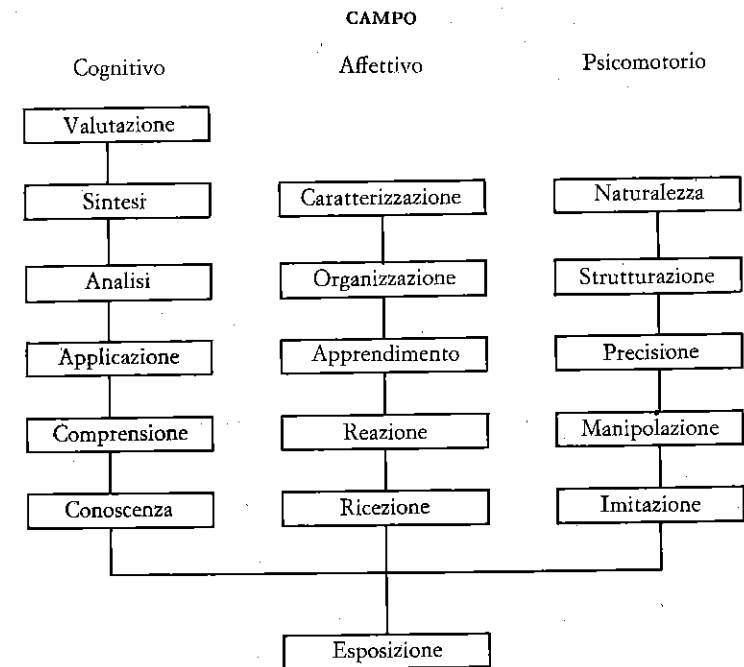 CAMPO
Cognitivo Affettivo Psicomotorio
Valutazione
Sintesi Caratterizzazione Naturalezza
Analisi Organizzazione Strutturazione
Applicazione Apprendimento Precisione
Comprensione Reazione Manipolazione
Conoscenza Ricezione Imitazione
Esposizione